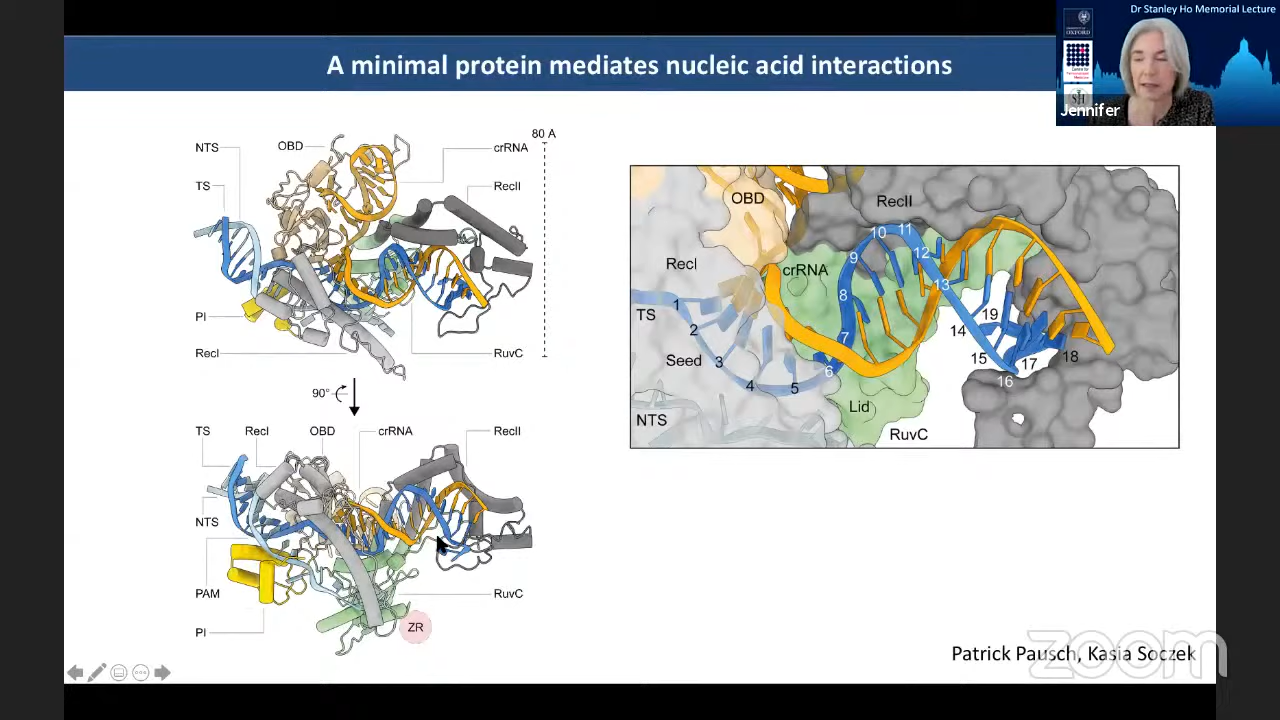 Dr Stanley Ho Memorial Lecture
UNIVERSITY OF
OXFORD
Jennifer
A minimal protein mediates nucleic acid interactions
80 A
NTS
OBD
crRNA
TS
RecII
PI
RecI
RuvC
90°
TS
RecI
OBD
crRNA
RecII
NTS
PAM
RuvC
PI
ZR
OBD
RecII
RecI
crRNA
TS
1
2
3
4
5
6
7
8
9
10
11
12
13
14
15
16
17
18
19
Seed
Lid
NTS
RuvC
Patrick Pausch, Kasia Soczek
zoom